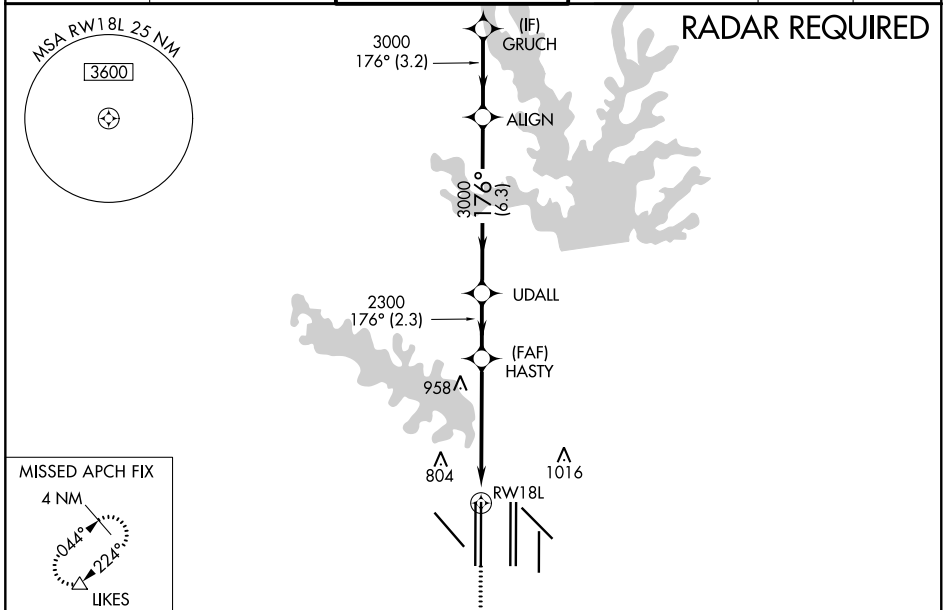 RADAR REQUIRED
MSA RW18L 25 NM
3600
(IF)
GRUCH
3000
176° (3.2)
ALIGN
3000
176°
(6.3)
UDALL
2300
176° (2.3)
(FAF)
HASTY
958
804
1016
RW18L
MISSED APCH FIX
4 NM
044°
224°
LIKES